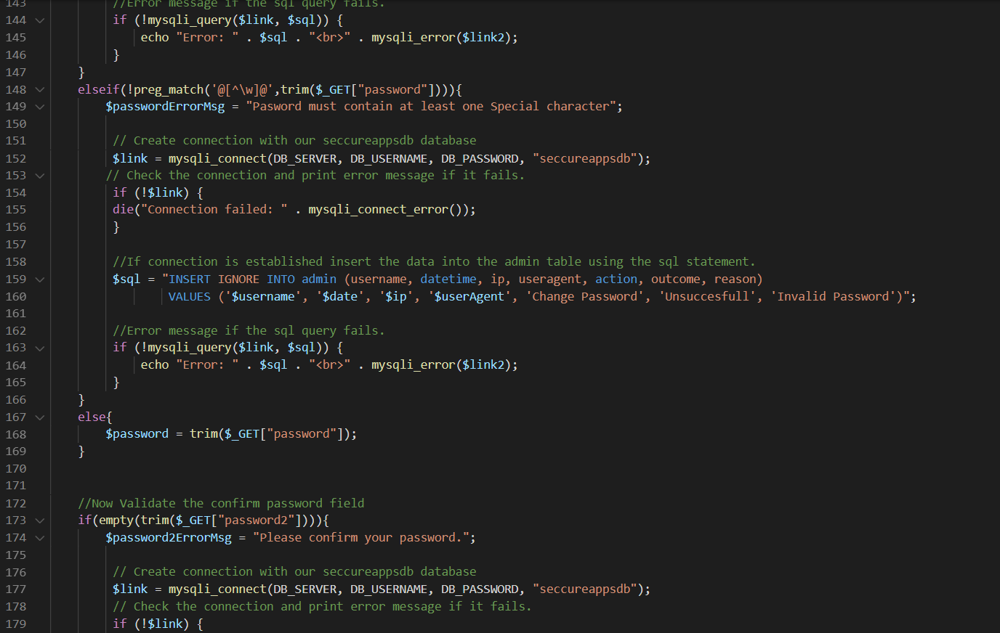 143 //Error message if the sql query fails.
144 if (!mysqli_query($link, $sql)) {
145 echo "Error: " . $sql . "<br>" . mysqli_error($link2);
146 }
147 }
148 elseif(!preg_match('@[^\w]@',trim($_GET["password"]))){
149 $passwordErrorMsg = "Pasword must contain at least one Special character";
150
151 // Create connection with our seccureappsdb database
152 $link = mysqli_connect(DB_SERVER, DB_USERNAME, DB_PASSWORD, "seccureappsdb");
153 // Check the connection and print error message if it fails.
154 if (!$link) {
155 die("Connection failed: " . mysqli_connect_error());
156 }
157
158 //If connection is established insert the data into the admin table using the sql statement.
159 $sql = "INSERT IGNORE INTO admin (username, datetime, ip, useragent, action, outcome, reason)
160 VALUES ('$username', '$date', '$ip', '$userAgent', 'Change Password', 'Unsuccesfull', 'Invalid Password')";
161
162 //Error message if the sql query fails.
163 if (!mysqli_query($link, $sql)) {
164 echo "Error: " . $sql . "<br>" . mysqli_error($link2);
165 }
166 }
167 else{
168 $password = trim($_GET["password"]);
169 }
170
171
172 //Now Validate the confirm password field
173 if(empty(trim($_GET["password2"]))){
174 $password2ErrorMsg = "Please confirm your password.";
175
176 // Create connection with our seccureappsdb database
177 $link = mysqli_connect(DB_SERVER, DB_USERNAME, DB_PASSWORD, "seccureappsdb");
178 // Check the connection and print error message if it fails.
179 if (!$link) {